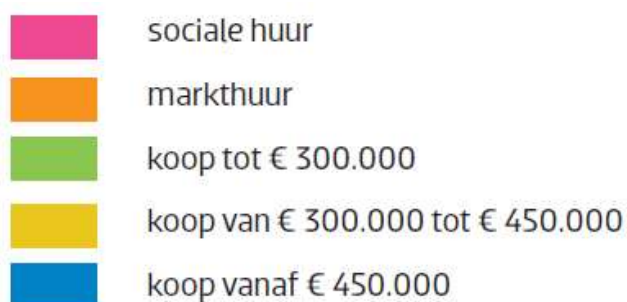 sociale huur
markthuur
koop tot € 300.000
koop van € 300.000 tot € 450.000
koop vanaf € 450.000